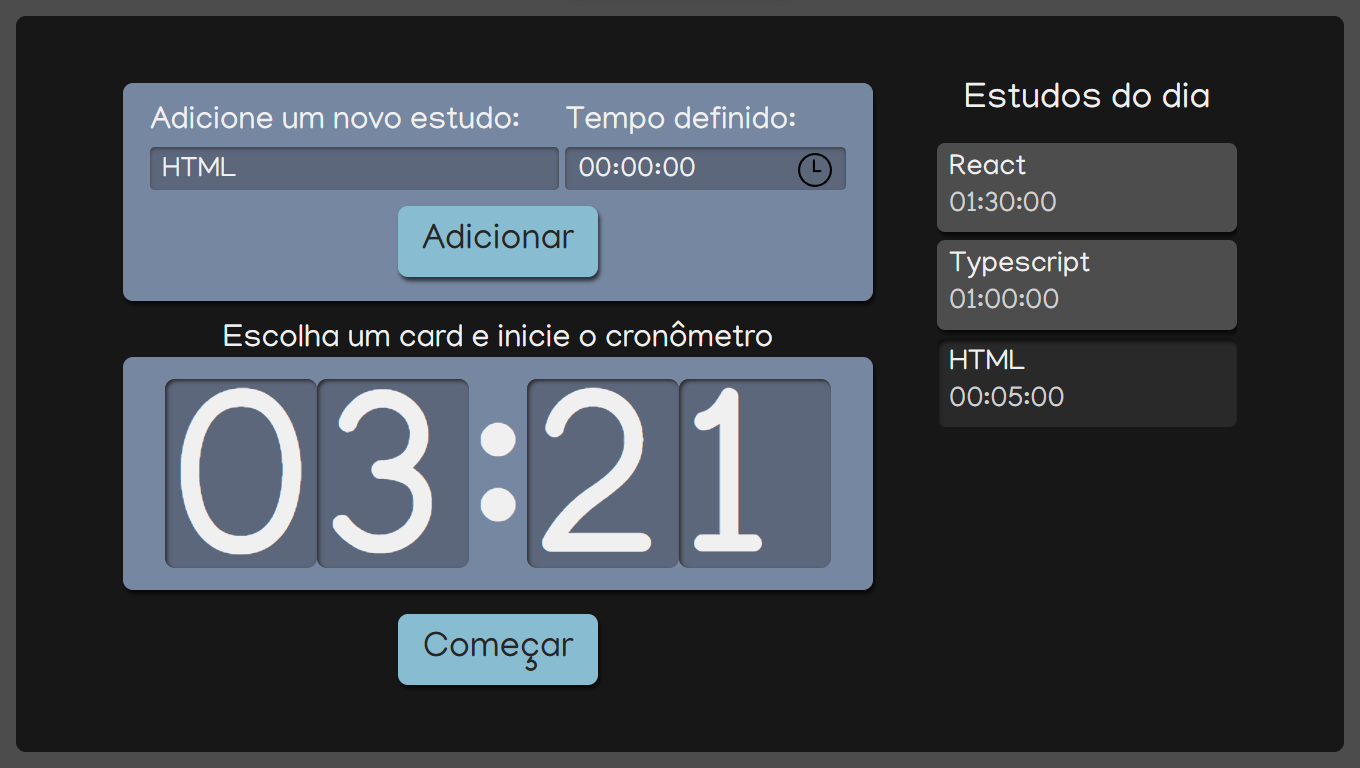 Adicione um novo estudo:
Tempo definido:
HTML
00:00:00
Adicionar
Escolha um card e inicie o cronômetro
03:21
Começar
Estudos do dia
React
01:30:00
Typescript
01:00:00
HTML
00:05:00